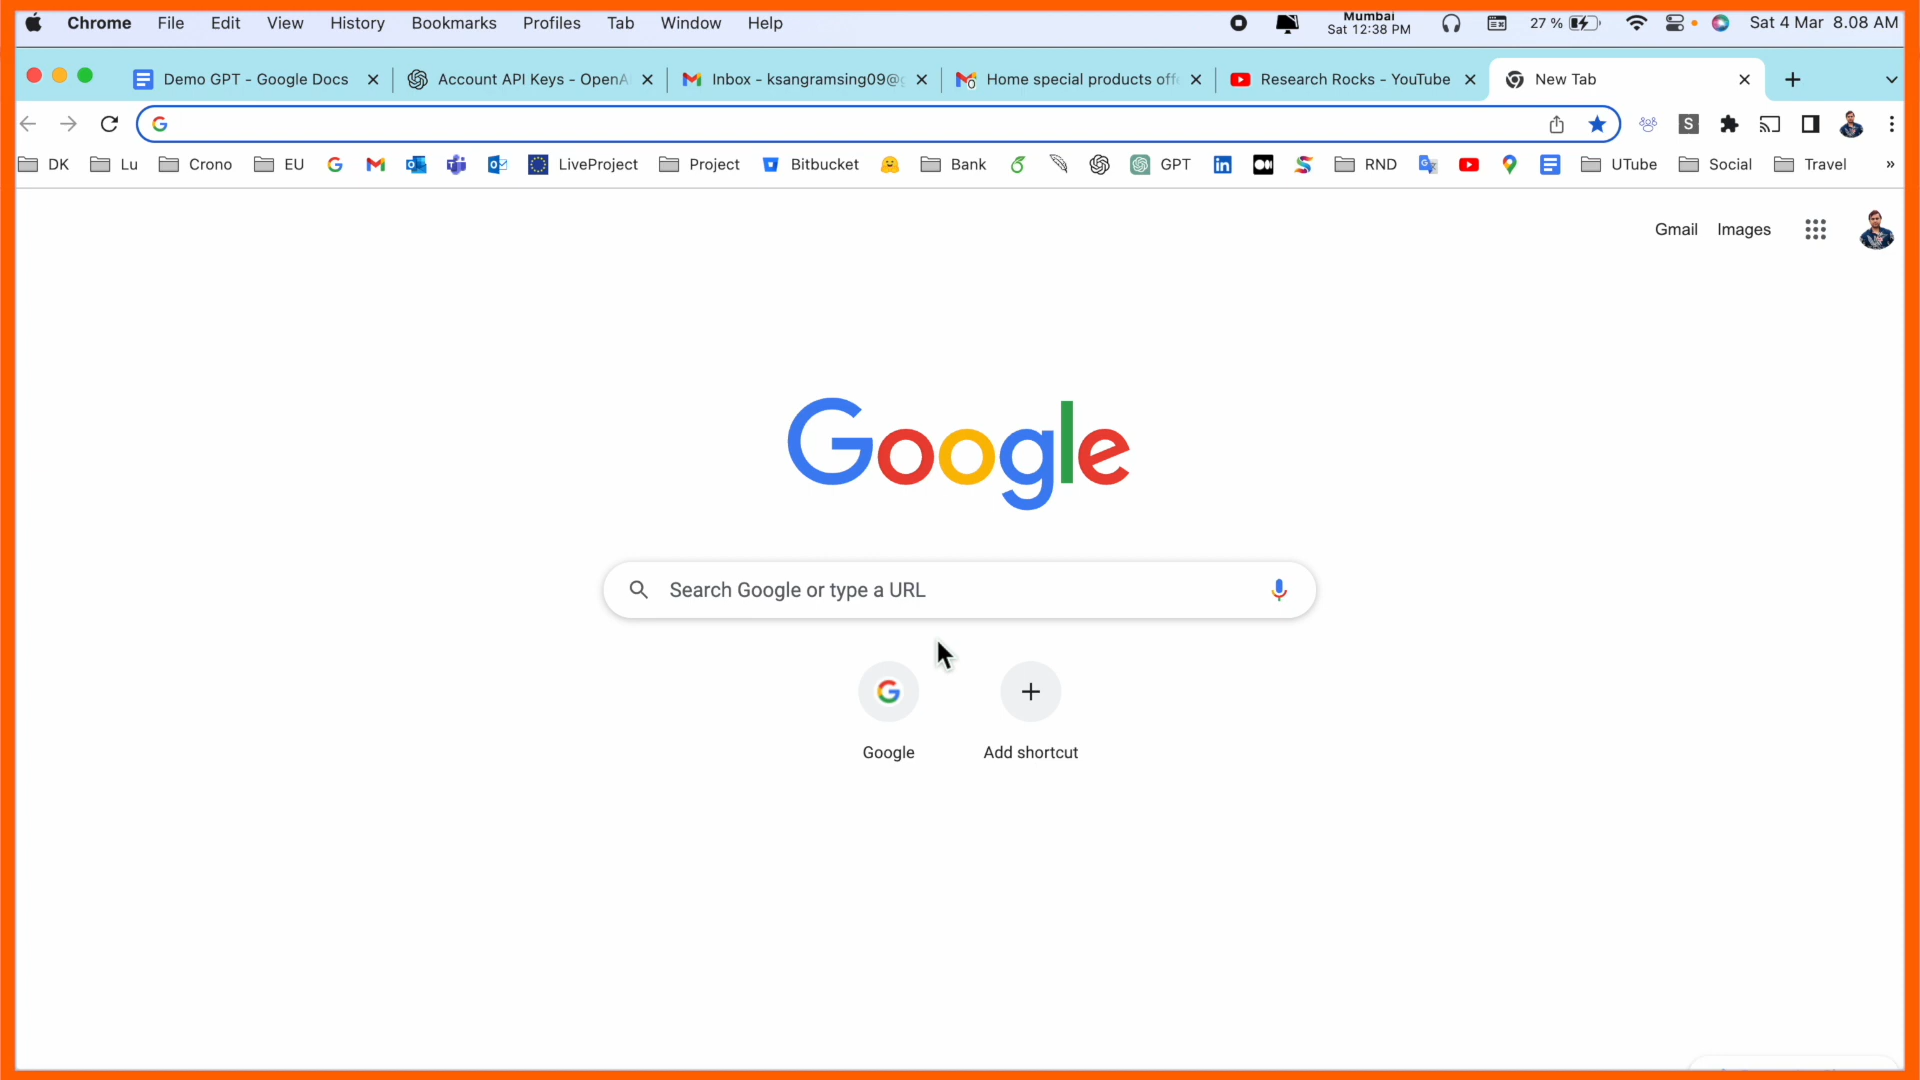 Chrome File Edit View History Bookmarks Profiles Tab Window Help
Mumbai
Sat 12:38 PM
27 %
Sat 4 Mar 8.08 AM
Demo GPT - Google Docs
Account API Keys - OpenA
Inbox - ksangramsing09@g
Home special products offe
Research Rocks - YouTube
New Tab
S
DK Lu Crono EU LiveProject Project Bitbucket Bank GPT RND UTube Social Travel »
Gmail Images
Google
Search Google or type a URL
Google Add shortcut